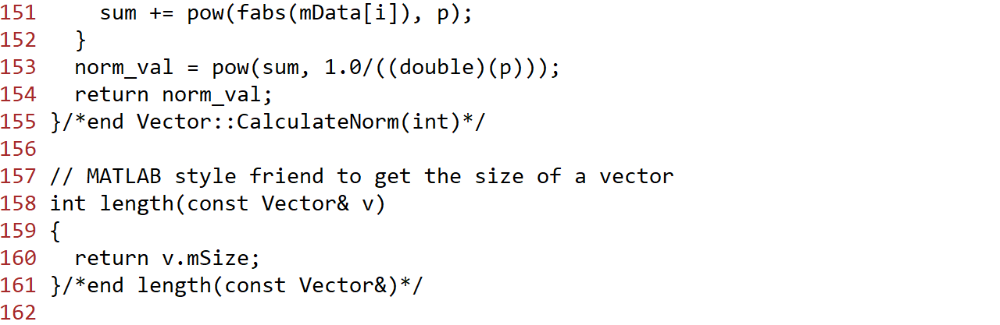 151     sum += pow(fabs(mData[i]), p);
152   }
153   norm_val = pow(sum, 1.0/((double)(p)));
154   return norm_val;
155 }/*end Vector::CalculateNorm(int)*/
156
157 // MATLAB style friend to get the size of a vector
158 int length(const Vector& v)
159 {
160   return v.mSize;
161 }/*end length(const Vector&)*/
162